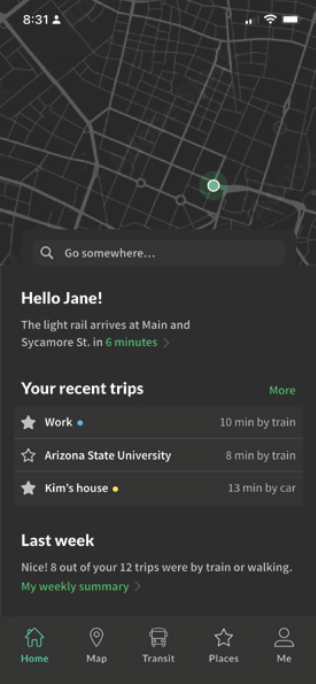 8:31
Go somewhere...
Hello Jane!
The light rail arrives at Main and
Sycamore St. in 6 minutes >
Your recent trips More
Work 10 min by train
Arizona State University 8 min by train
Kim's house 13 min by car
Last week
Nice! 8 out of your 12 trips were by train or walking.
My weekly summary >
Home Map Transit Places Me